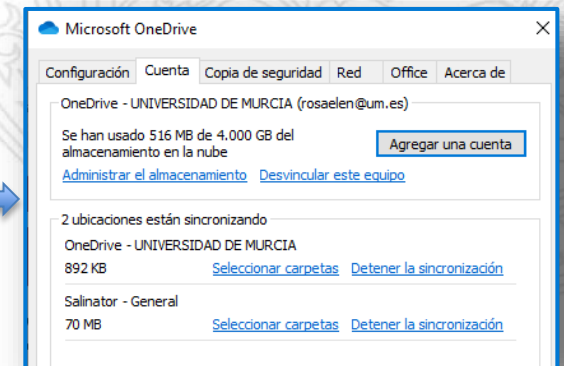 Microsoft OneDrive
Configuración Cuenta Copia de seguridad Red Office Acerca de
OneDrive - UNIVERSIDAD DE MURCIA (rosaelen@um.es)
Se han usado 516 MB de 4.000 GB del
almacenamiento en la nube
Agregar una cuenta
Administrar el almacenamiento Desvincular este equipo
2 ubicaciones están sincronizando
OneDrive - UNIVERSIDAD DE MURCIA
892 KB Seleccionar carpetas Detener la sincronización
Salinator - General
70 MB Seleccionar carpetas Detener la sincronización